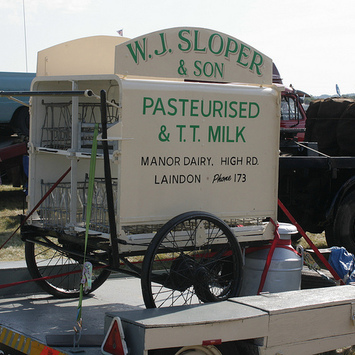 W.J. SLOPER
& SON
PASTEURISED
& T.T. MILK
MANOR DAIRY, HIGH RD.
LAINDON · Phone 173